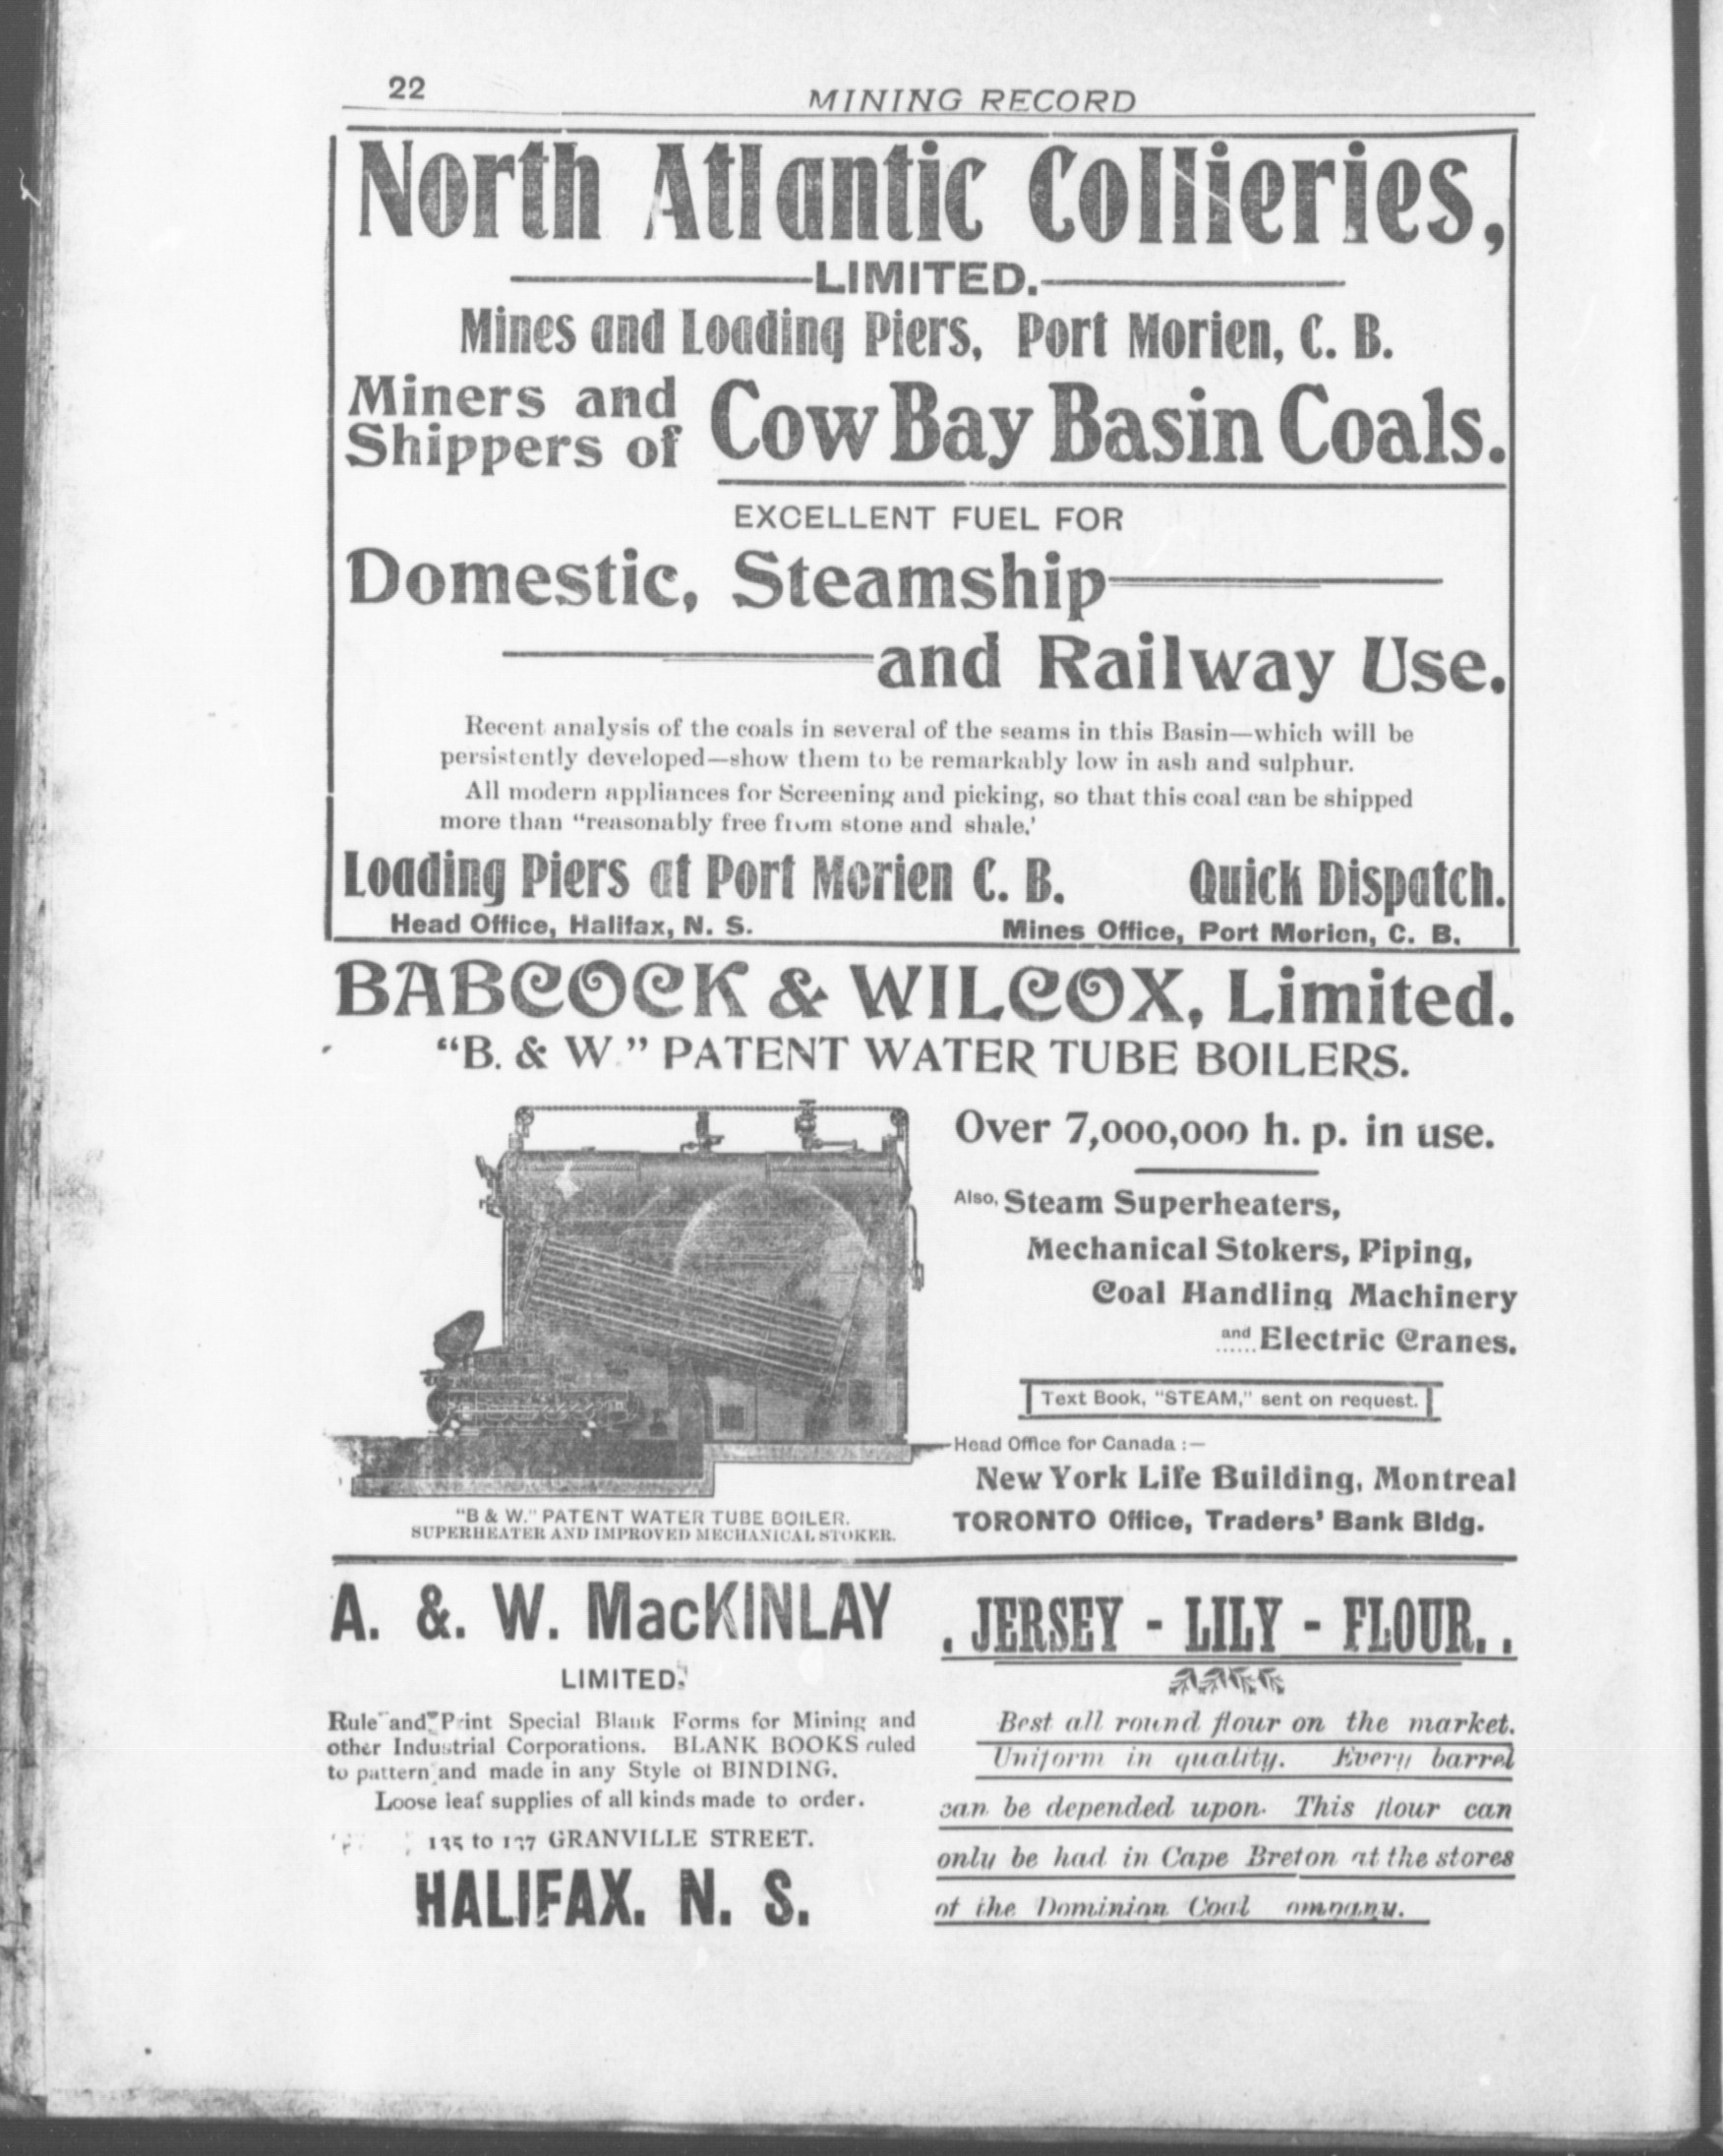 22
MINING RECORD
North Atlantic Collieries,
LIMITED.
Mines and Loading Piers, Port Morien, C. B.
Miners and
Shippers of Cow Bay Basin Coals.
EXCELLENT FUEL FOR
Domestic, Steamship
and Railway Use.
Recent analysis of the coals in several of the seams in this Basin—which will be
persistently developed—show them to be remarkably low in ash and sulphur.
All modern appliances for Screening and picking, so that this coal can be shipped
more than "reasonably free from stone and shale.'
Loading Piers at Port Morien C. B. Quick Dispatch.
Head Office, Halifax, N. S. Mines Office, Port Morien, C. B.
BABCOCK & WILCOX, Limited.
"B. & W." PATENT WATER TUBE BOILERS.
Over 7,000,000 h. p. in use.
Also, Steam Superheaters,
Mechanical Stokers, Piping,
Coal Handling Machinery
and Electric Cranes.
Text Book, "STEAM," sent on request.
Head Office for Canada :—
New York Life Building, Montreal
TORONTO Office, Traders' Bank Bldg.
"B & W." PATENT WATER TUBE BOILER.
SUPERHEATER AND IMPROVED MECHANICAL STOKER.
A. &. W. MacKINLAY
LIMITED.
Rule and Print Special Blank Forms for Mining and
other Industrial Corporations. BLANK BOOKS ruled
to pattern and made in any Style of BINDING.
Loose leaf supplies of all kinds made to order.
135 to 137 GRANVILLE STREET.
HALIFAX. N. S.
. JERSEY - LILY - FLOUR. .
Best all round flour on the market.
Uniform in quality. Every barrel
can be depended upon. This flour can
only be had in Cape Breton at the stores
of the Dominion Coal ompany.